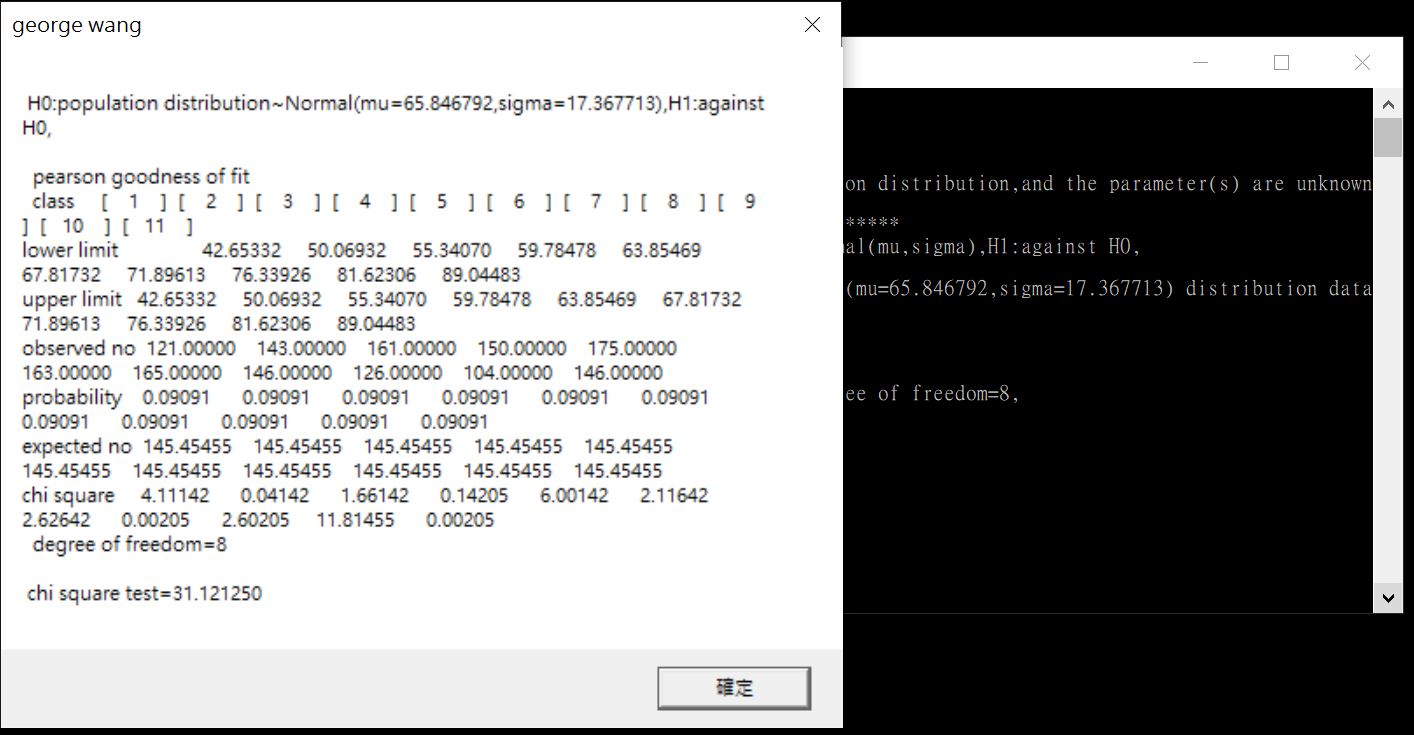 george wang
H0:population distribution~Normal(mu=65.846792,sigma=17.367713),H1:against
H0,
pearson goodness of fit
class [ 1 ] [ 2 ] [ 3 ] [ 4 ] [ 5 ] [ 6 ] [ 7 ] [ 8 ] [ 9
] [ 10 ] [ 11 ]
lower limit 42.65332 50.06932 55.34070 59.78478 63.85469
67.81732 71.89613 76.33926 81.62306 89.04483
upper limit 42.65332 50.06932 55.34070 59.78478 63.85469 67.81732
71.89613 76.33926 81.62306 89.04483
observed no 121.00000 143.00000 161.00000 150.00000 175.00000
163.00000 165.00000 146.00000 126.00000 104.00000 146.00000
probability 0.09091 0.09091 0.09091 0.09091 0.09091 0.09091
0.09091 0.09091 0.09091 0.09091 0.09091
expected no 145.45455 145.45455 145.45455 145.45455 145.45455
145.45455 145.45455 145.45455 145.45455 145.45455 145.45455
chi square 4.11142 0.04142 1.66142 0.14205 6.00142 2.11642
2.62642 0.00205 2.60205 11.81455 0.00205
degree of freedom=8
chi square test=31.121250
確定
on distribution,and the parameter(s) are unknown
*****
al(mu,sigma),H1:against H0,
(mu=65.846792,sigma=17.367713) distribution data
ee of freedom=8,